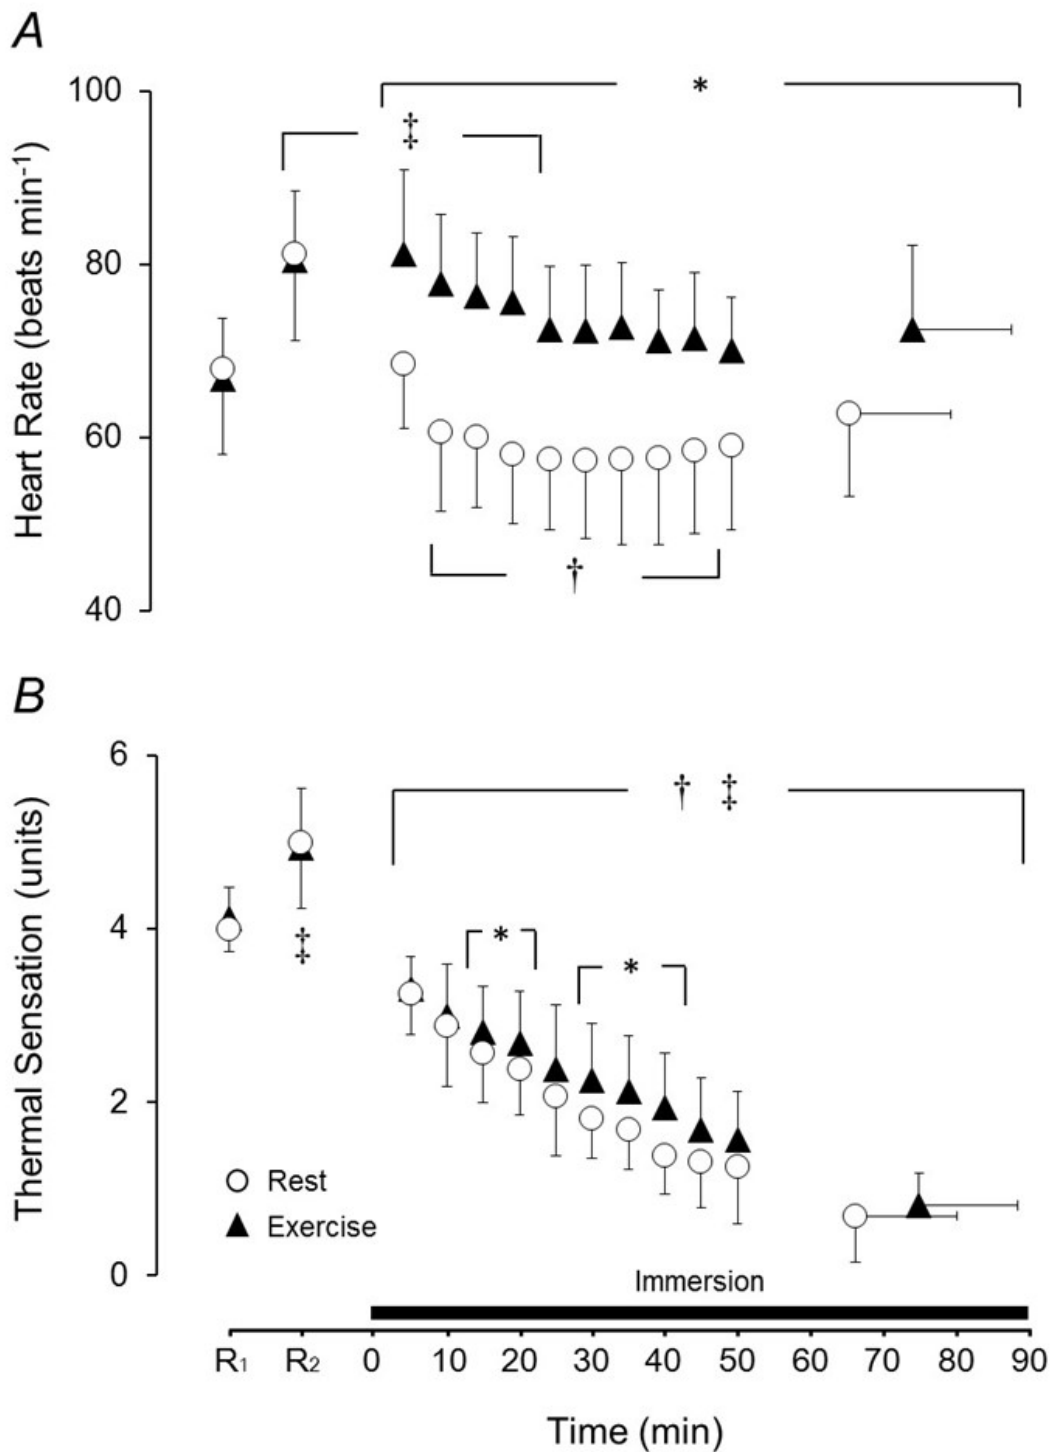 A
100
*
‡
80
Heart Rate (beats min⁻¹)
60
†
40
B
6
† ‡
4
*
*
‡
Thermal Sensation (units)
2
Rest
Exercise
0
Immersion
R₁ R₂ 0 10 20 30 40 50 60 70 80 90
Time (min)